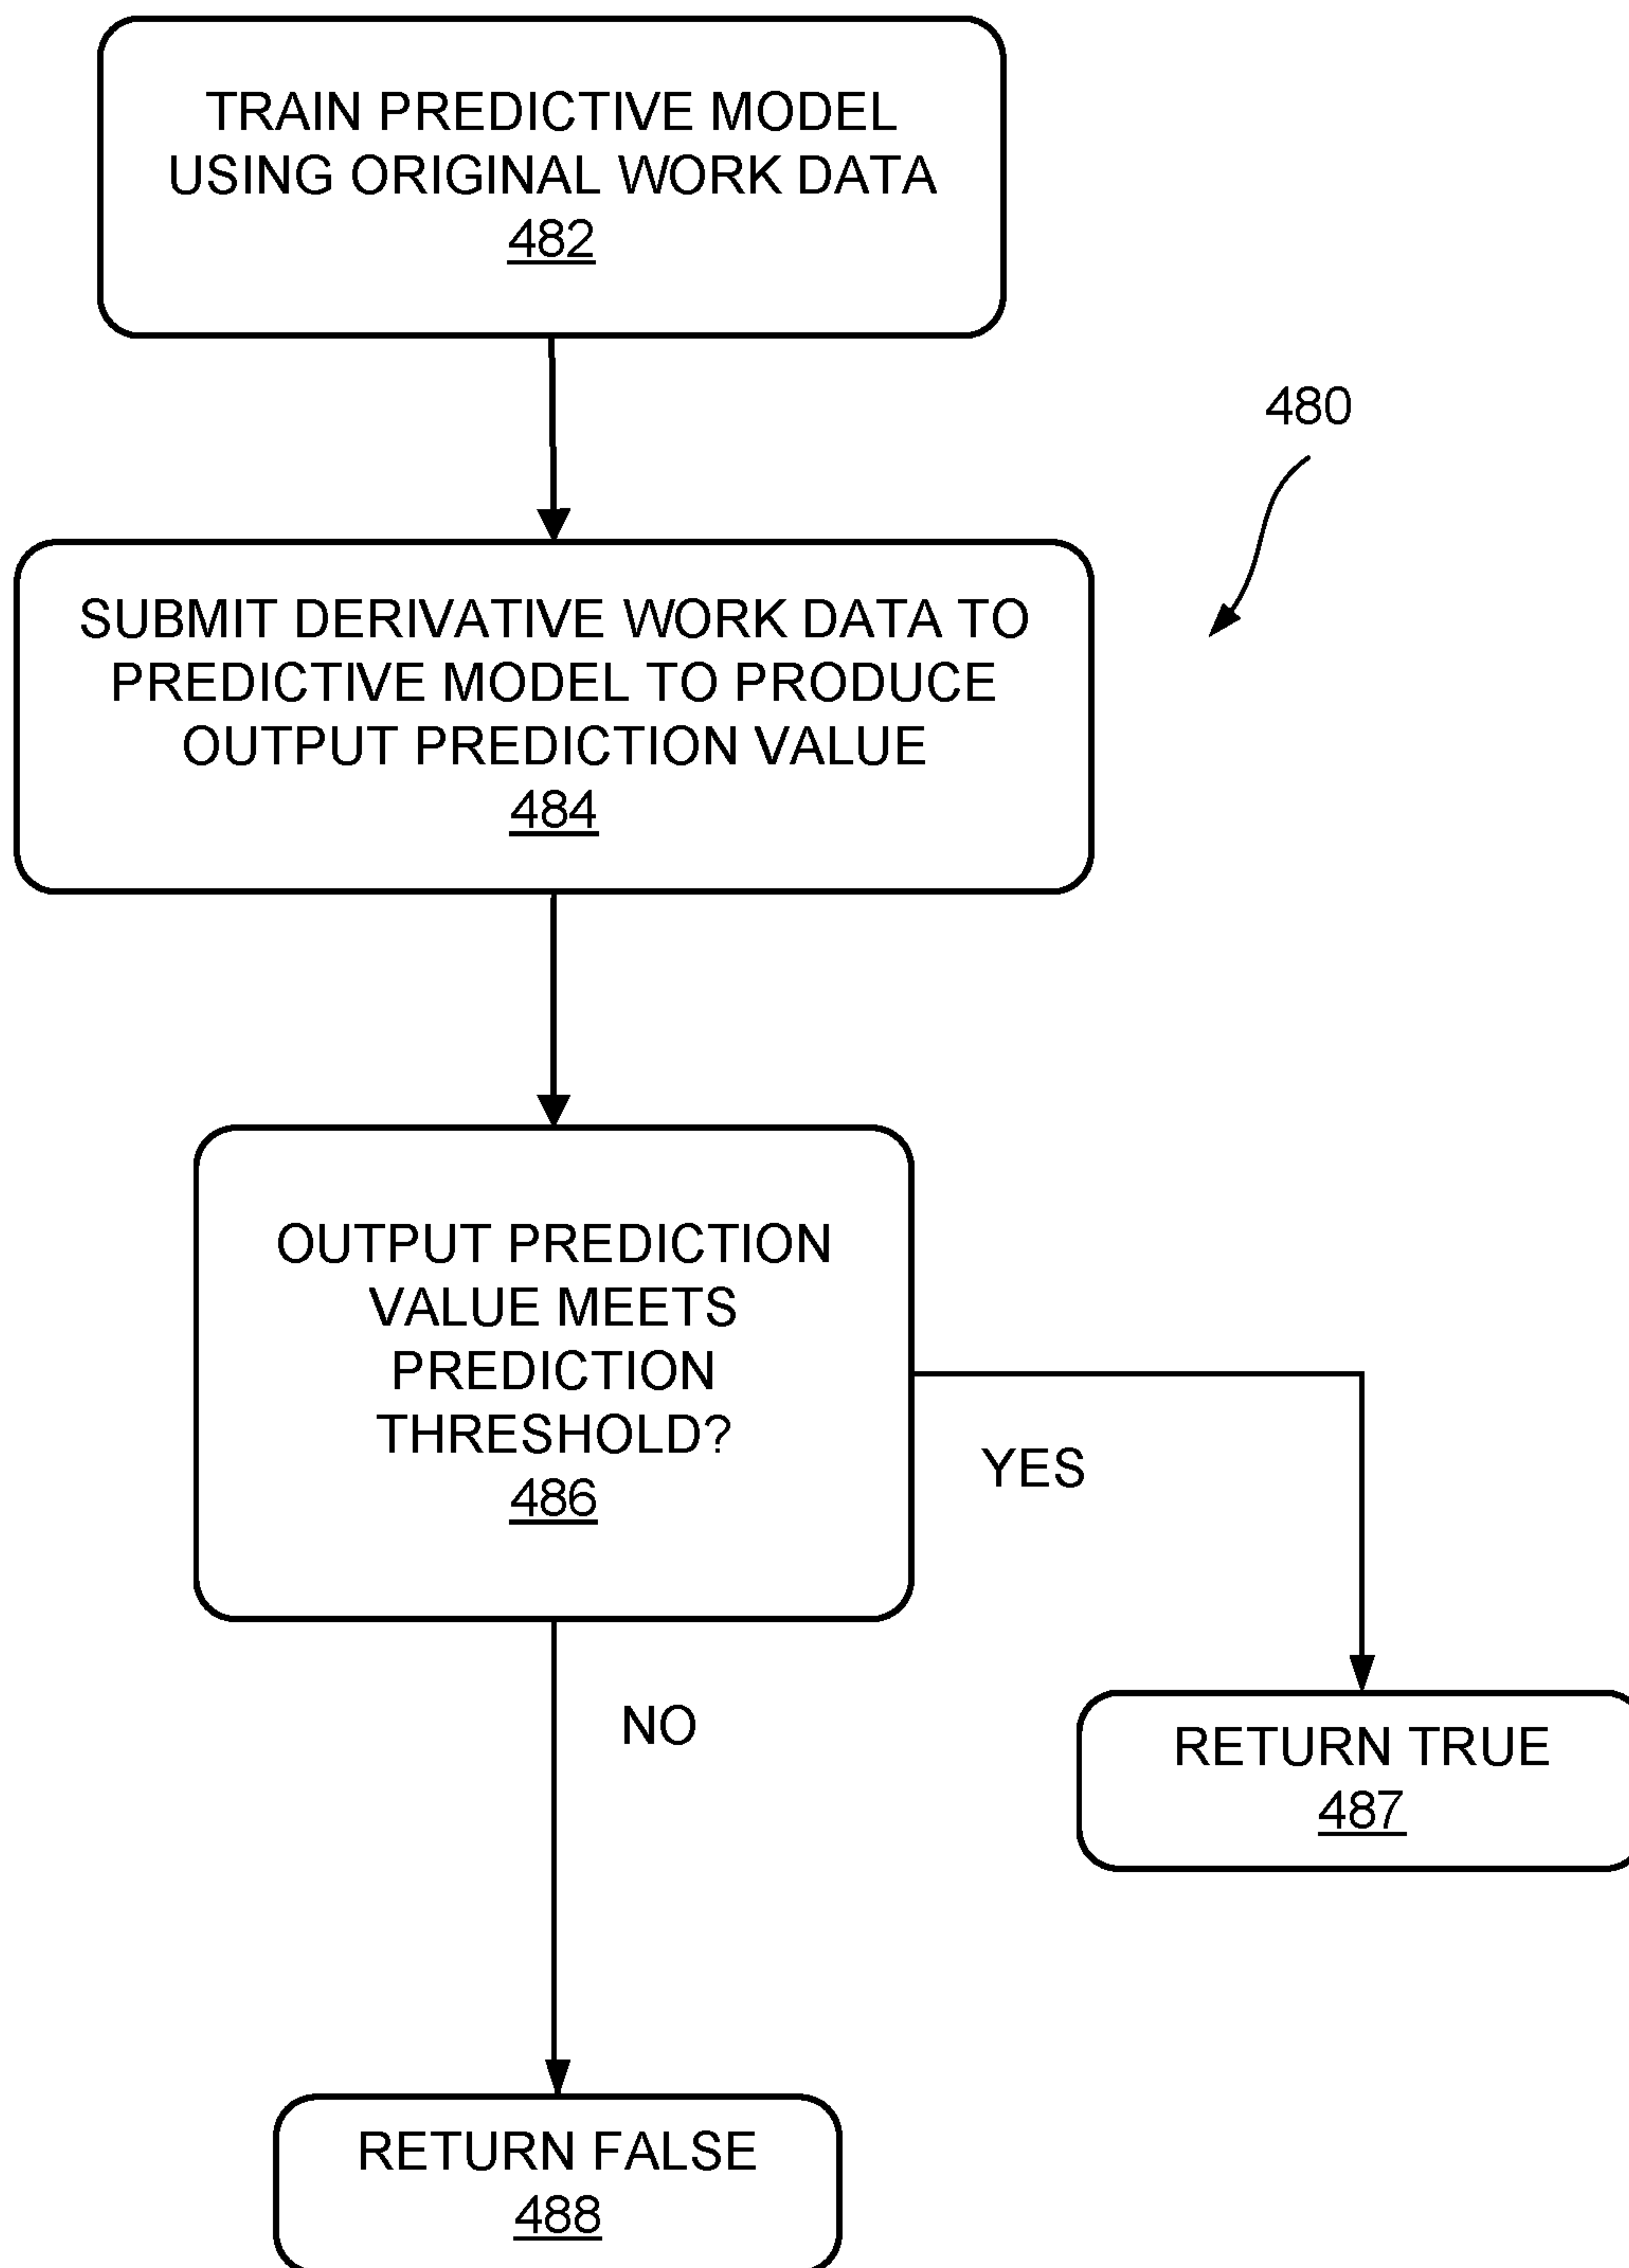 TRAIN PREDICTIVE MODEL
USING ORIGINAL WORK DATA
482
480
SUBMIT DERIVATIVE WORK DATA TO
PREDICTIVE MODEL TO PRODUCE
OUTPUT PREDICTION VALUE
484
OUTPUT PREDICTION
VALUE MEETS
PREDICTION
THRESHOLD?
486
YES
NO
RETURN TRUE
487
RETURN FALSE
488